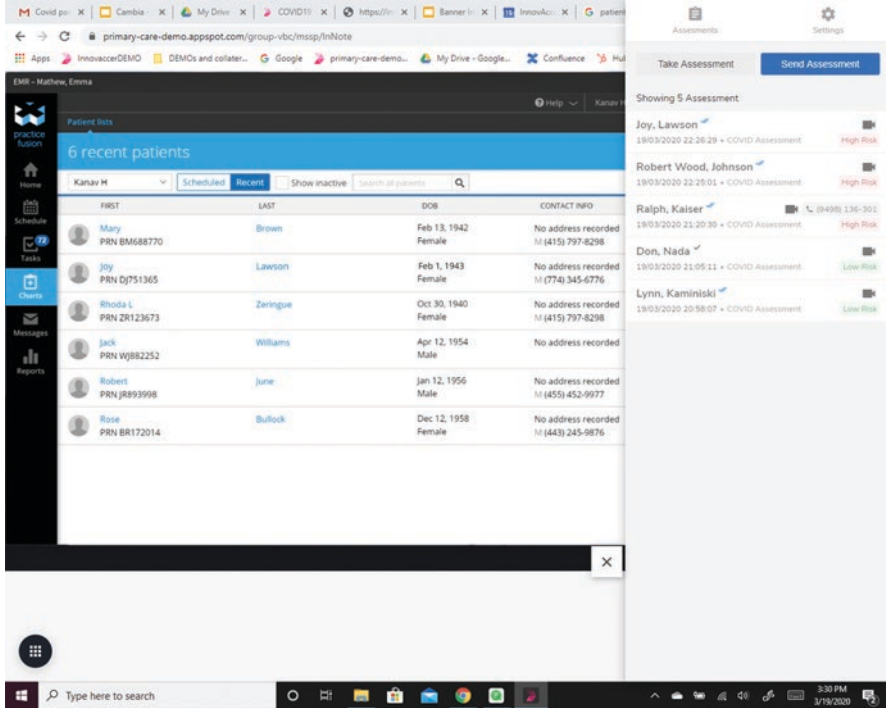 Covid pa
Cambia -
My Drive
COVID19
https://in
Banner In
InnovAcc
G patient
primary-care-demo.appspot.com/group-vbc/mssp/InNote
Apps
InnovaccerDEMO
DEMOs and collater...
Google
primary-care-demo...
My Drive - Google...
Confluence
Hul
EMR - Mathew, Emma
practice
fusion
Home
Schedule
72
Tasks
Charts
Messages
Reports
Help
Kanav H
Patient lists
6 recent patients
Kanav H
Scheduled
Recent
Show inactive
Search all patients
FIRST LAST DOB CONTACT INFO
Mary Brown Feb 13, 1942 No address recorded
PRN BM688770 Female M (415) 797-8298
Joy Lawson Feb 1, 1943 No address recorded
PRN DJ751365 Female M (774) 345-6776
Rhoda L Zeringue Oct 30, 1940 No address recorded
PRN ZR123673 Female M (415) 797-8298
Jack Williams Apr 12, 1954 No address recorded
PRN WJ882252 Male
Robert June Jan 12, 1956 No address recorded
PRN JR893998 Male M (455) 452-9977
Rose Bullock Dec 12, 1958 No address recorded
PRN BR172014 Female M (443) 245-9876
Assesments
Settings
Take Assessment
Send Assessment
Showing 5 Assessment
Joy, Lawson
19/03/2020 22:26:29 • COVID Assessment High Risk
Robert Wood, Johnson
19/03/2020 22:25:01 • COVID Assessment High Risk
Ralph, Kaiser (0498) 136-301
19/03/2020 21:20:30 • COVID Assessment High Risk
Don, Nada
19/03/2020 21:05:11 • COVID Assessment Low Risk
Lynn, Kaminiski
19/03/2020 20:58:07 • COVID Assessment Low Risk
Type here to search
3:30 PM
3/19/2020